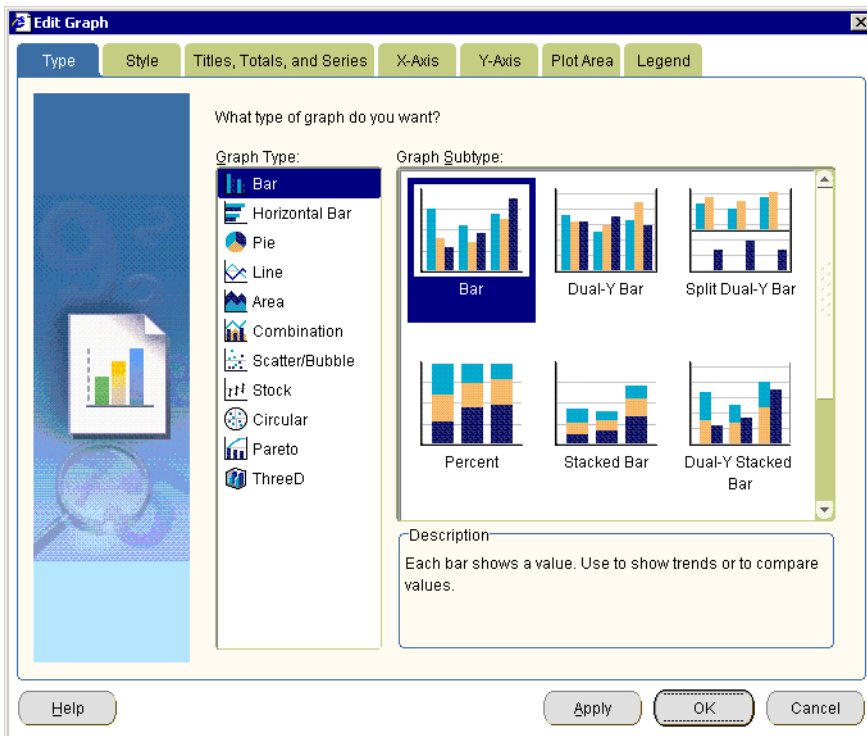 Edit Graph
Type
Style
Titles, Totals, and Series
X-Axis
Y-Axis
Plot Area
Legend
What type of graph do you want?
Graph Type:
Bar
Horizontal Bar
Pie
Line
Area
Combination
Scatter/Bubble
Stock
Circular
Pareto
ThreeD
Graph Subtype:
Bar
Dual-Y Bar
Split Dual-Y Bar
Percent
Stacked Bar
Dual-Y Stacked
Bar
Description
Each bar shows a value. Use to show trends or to compare
values.
Help
Apply
OK
Cancel